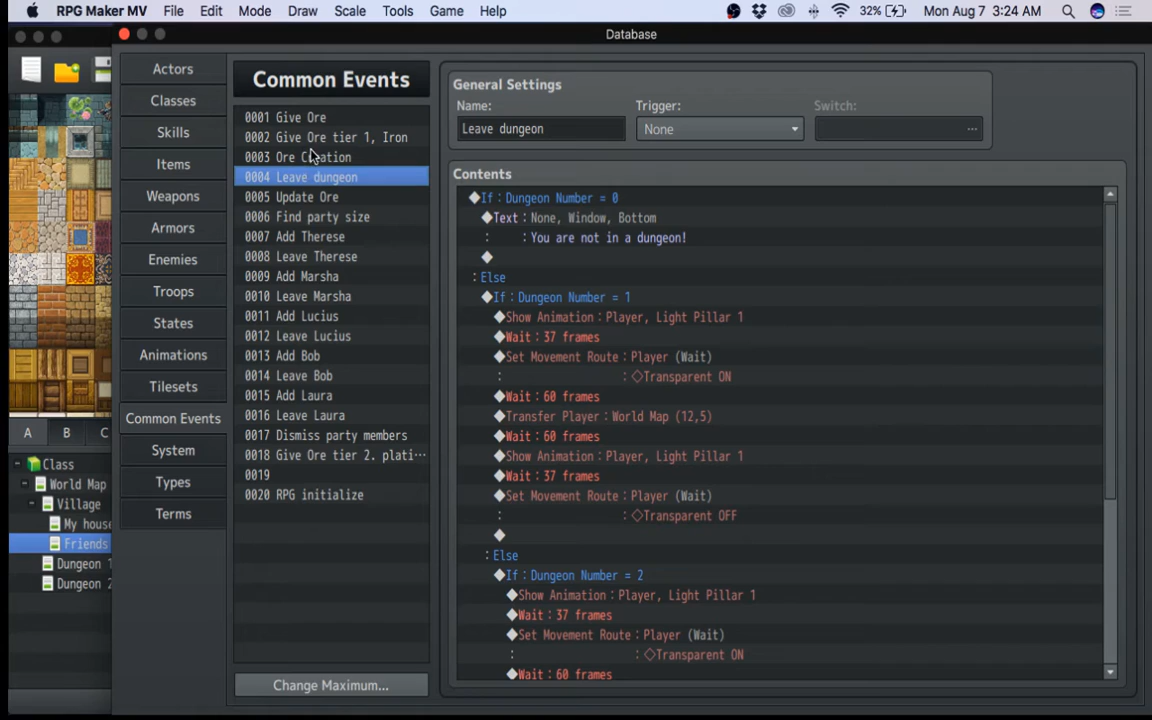 RPG Maker MV File Edit Mode Draw Scale Tools Game Help 32% Mon Aug 7 3:24 AM
Database
Actors
Classes
Skills
Items
Weapons
Armors
Enemies
Troops
States
Animations
Tilesets
Common Events
System
Types
Terms
A B C
Class
World Map
Village
My house
Friends
Dungeon 1
Dungeon 2
Common Events
0001 Give Ore
0002 Give Ore tier 1, Iron
0003 Ore Creation
0004 Leave dungeon
0005 Update Ore
0006 Find party size
0007 Add Therese
0008 Leave Therese
0009 Add Marsha
0010 Leave Marsha
0011 Add Lucius
0012 Leave Lucius
0013 Add Bob
0014 Leave Bob
0015 Add Laura
0016 Leave Laura
0017 Dismiss party members
0018 Give Ore tier 2. plati…
0019
0020 RPG initialize
Change Maximum...
General Settings
Name: Trigger: Switch:
Leave dungeon None ...
Contents
◆If : Dungeon Number = 0
◆Text : None, Window, Bottom
: : You are not in a dungeon!
◆
: Else
◆If : Dungeon Number = 1
◆Show Animation : Player, Light Pillar 1
◆Wait : 37 frames
◆Set Movement Route : Player (Wait)
: : ◇Transparent ON
◆Wait : 60 frames
◆Transfer Player : World Map (12,5)
◆Wait : 60 frames
◆Show Animation : Player, Light Pillar 1
◆Wait : 37 frames
◆Set Movement Route : Player (Wait)
: : ◇Transparent OFF
◆
: Else
◆If : Dungeon Number = 2
◆Show Animation : Player, Light Pillar 1
◆Wait : 37 frames
◆Set Movement Route : Player (Wait)
: : ◇Transparent ON
◆Wait : 60 frames